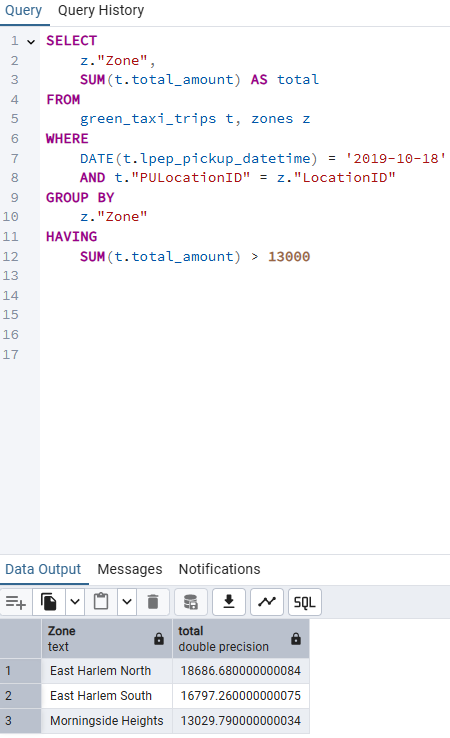 Query Query History
1 SELECT
2 z."Zone",
3 SUM(t.total_amount) AS total
4 FROM
5 green_taxi_trips t, zones z
6 WHERE
7 DATE(t.lpep_pickup_datetime) = '2019-10-18'
8 AND t."PULocationID" = z."LocationID"
9 GROUP BY
10 z."Zone"
11 HAVING
12 SUM(t.total_amount) > 13000
13
14
15
16
17
Data Output Messages Notifications
SQL
Zone total
text double precision
1 East Harlem North 18686.680000000084
2 East Harlem South 16797.260000000075
3 Morningside Heights 13029.790000000034